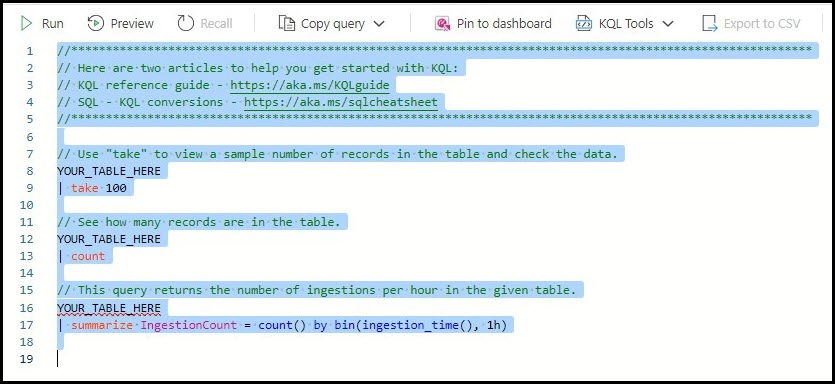 Run Preview Recall Copy query Pin to dashboard KQL Tools Export to CSV
1 //***************************************************************************************************************
2 // Here are two articles to help you get started with KQL:
3 // KQL reference guide - https://aka.ms/KQLguide
4 // SQL - KQL conversions - https://aka.ms/sqlcheatsheet
5 //***************************************************************************************************************
6
7 // Use "take" to view a sample number of records in the table and check the data.
8 YOUR_TABLE_HERE
9 | take 100
10
11 // See how many records are in the table.
12 YOUR_TABLE_HERE
13 | count
14
15 // This query returns the number of ingestions per hour in the given table.
16 YOUR_TABLE_HERE
17 | summarize IngestionCount = count() by bin(ingestion_time(), 1h)
18
19